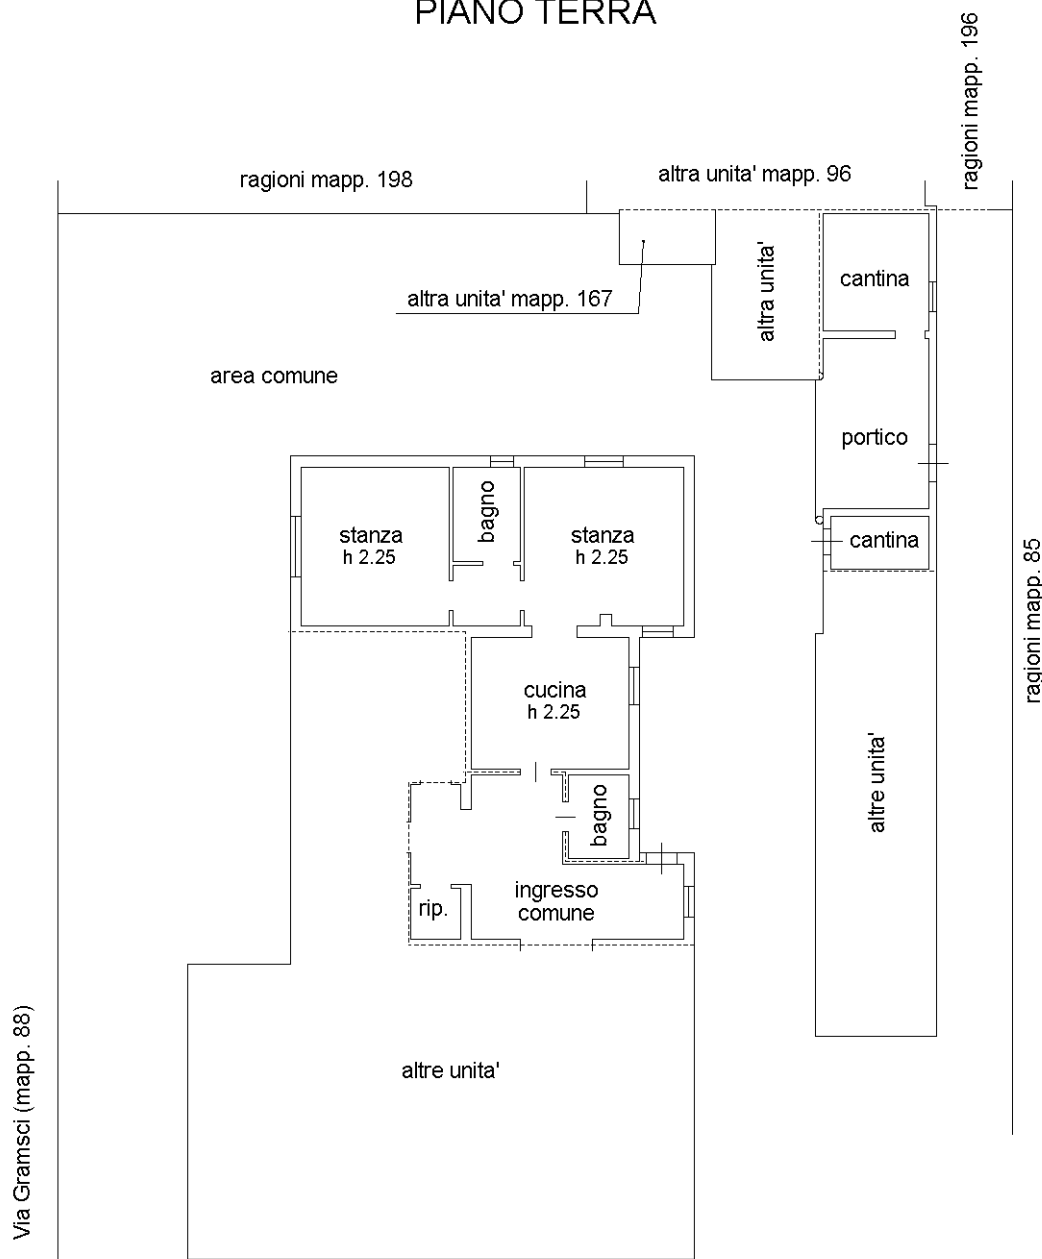 PIANO TERRA
ragioni mapp. 196
ragioni mapp. 198
altra unita' mapp. 96
altra unita'
cantina
altra unita' mapp. 167
area comune
portico
stanza
h 2.25
bagno
stanza
h 2.25
cantina
ragioni mapp. 85
cucina
h 2.25
altre unita'
bagno
rip.
ingresso
comune
altre unita'
Via Gramsci (mapp. 88)